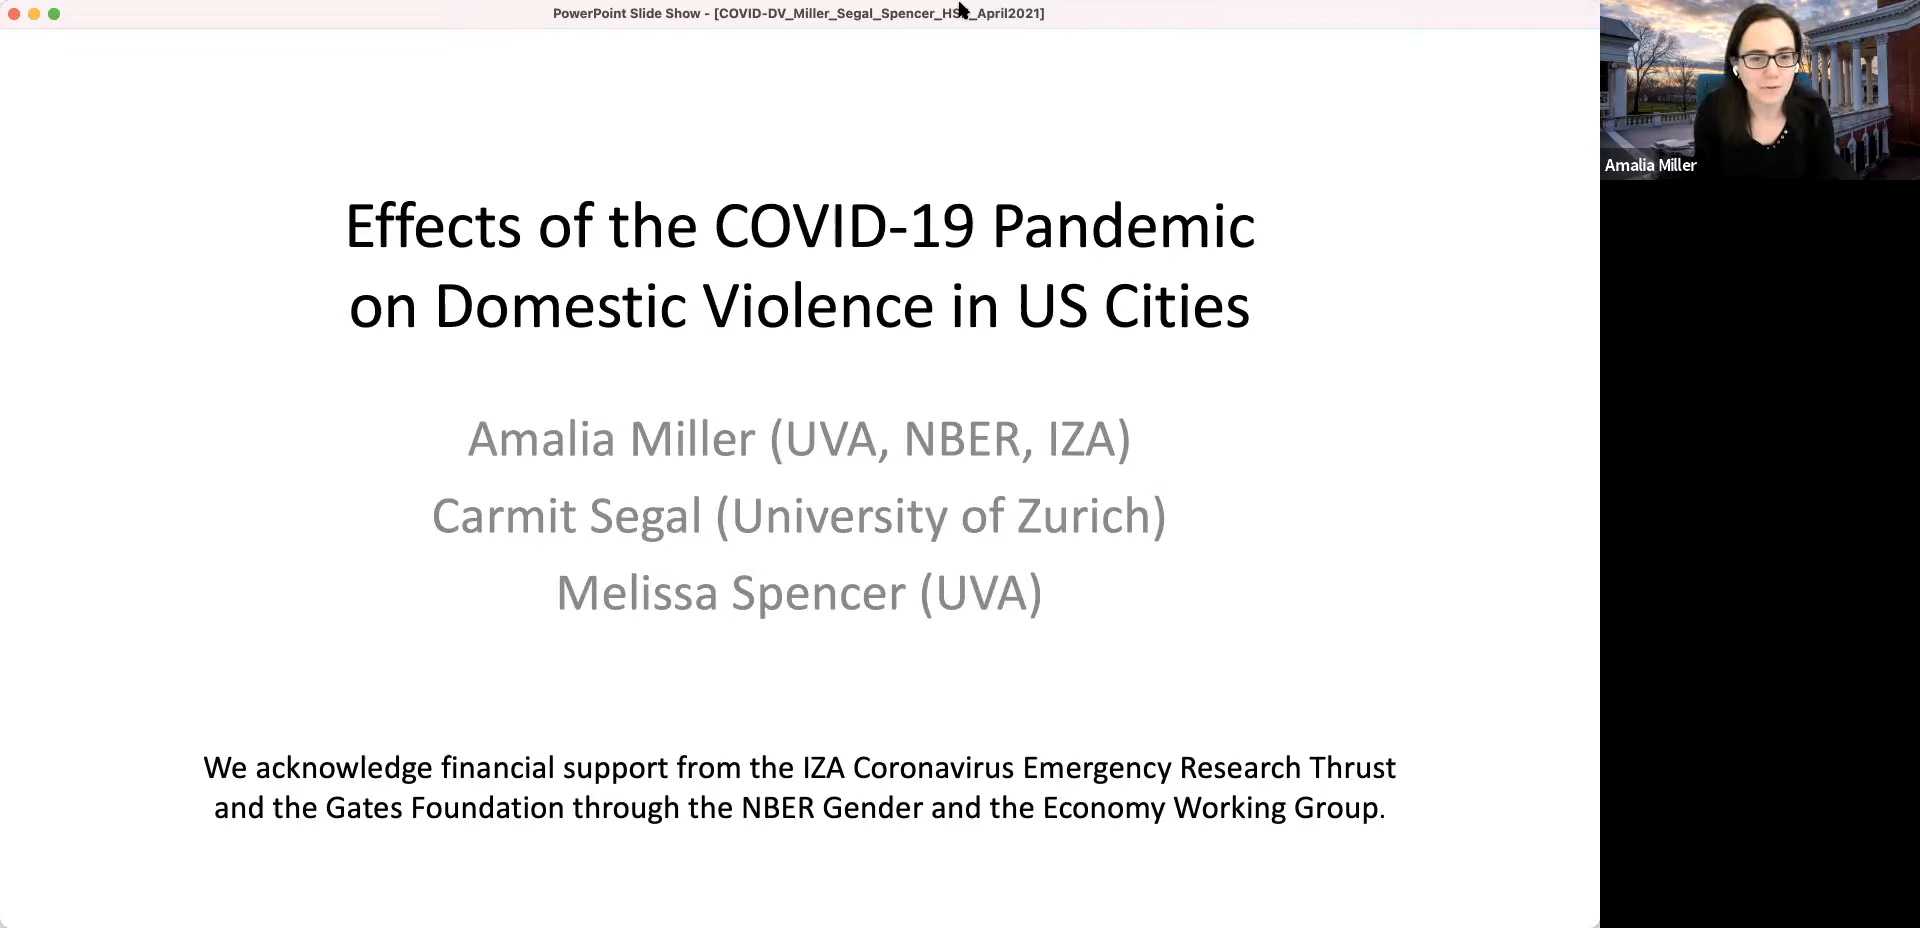 PowerPoint Slide Show - [COVID-DV_Miller_Segal_Spencer_HS
_April2021]
Amalia Miller
Effects of the COVID-19 Pandemic
on Domestic Violence in US Cities
Amalia Miller (UVA, NBER, IZA)
Carmit Segal (University of Zurich)
Melissa Spencer (UVA)
We acknowledge financial support from the IZA Coronavirus Emergency Research Thrust
and the Gates Foundation through the NBER Gender and the Economy Working Group.